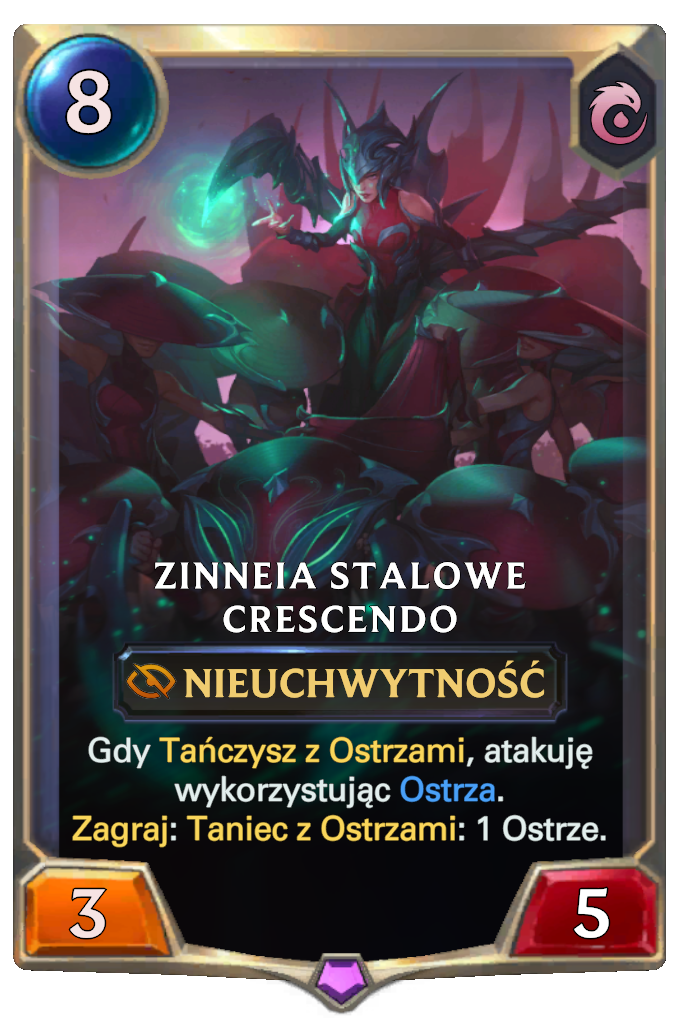 8
ZINNEIA STALOWE
CRESCENDO
NIEUCHWYTNOŚĆ
Gdy Tańczysz z Ostrzami, atakuję
wykorzystując Ostrza.
Zagraj: Taniec z Ostrzami: 1 Ostrze.
3
5